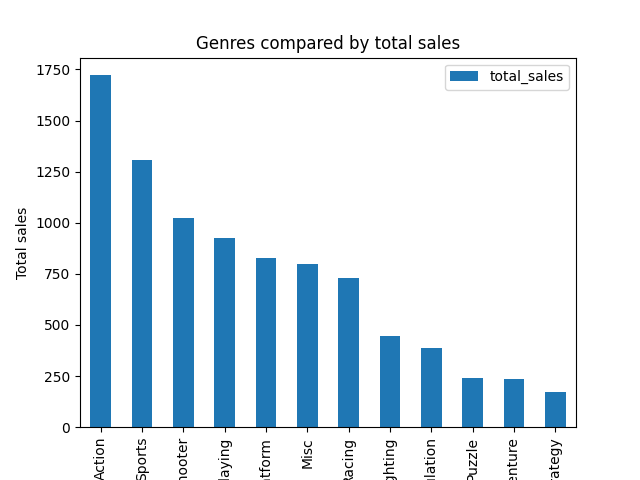 Genres compared by total sales
total_sales
Total sales
1750
1500
1250
1000
750
500
250
0
Action
Sports
hooter
laying
tform
Misc
Racing
ghting
ulation
Puzzle
enture
rategy